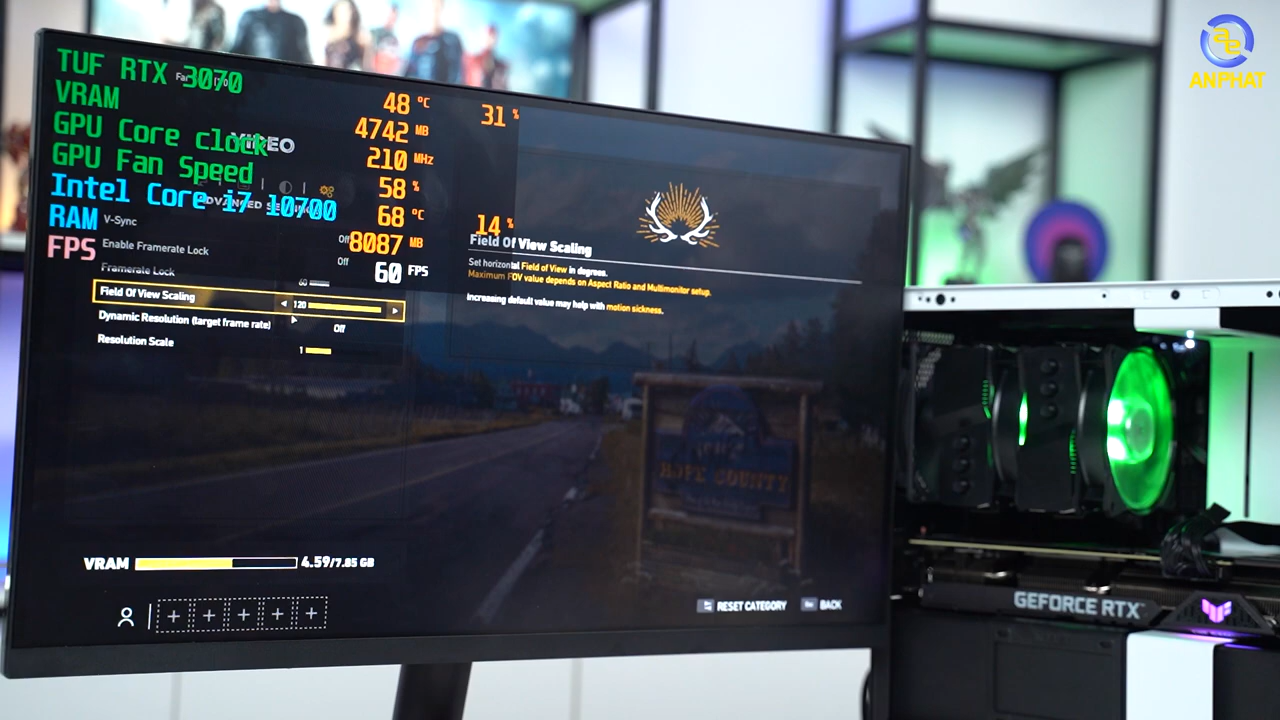 ANPHAT
TUF RTX 3070 48 °C 31 %
VRAM 4742 MB
GPU Core clock 210 MHz
GPU Fan Speed 58 %
Intel Core i7 10700 68 °C 14 %
RAM 8087 MB
FPS 60 FPS
VIDEO
ADVANCED
V-Sync Off
Enable Framerate Lock Off
Framerate Lock 60
Field Of View Scaling 120
Dynamic Resolution (target frame rate) Off
Resolution Scale 1
Field Of View Scaling
Set horizontal Field of View in degrees.
Maximum FOV value depends on Aspect Ratio and Multimonitor setup.
Increasing default value may help with motion sickness.
HOPE COUNTY
VRAM 4.59/7.85 GB
RESET CATEGORY
Esc BACK
GEFORCE RTX